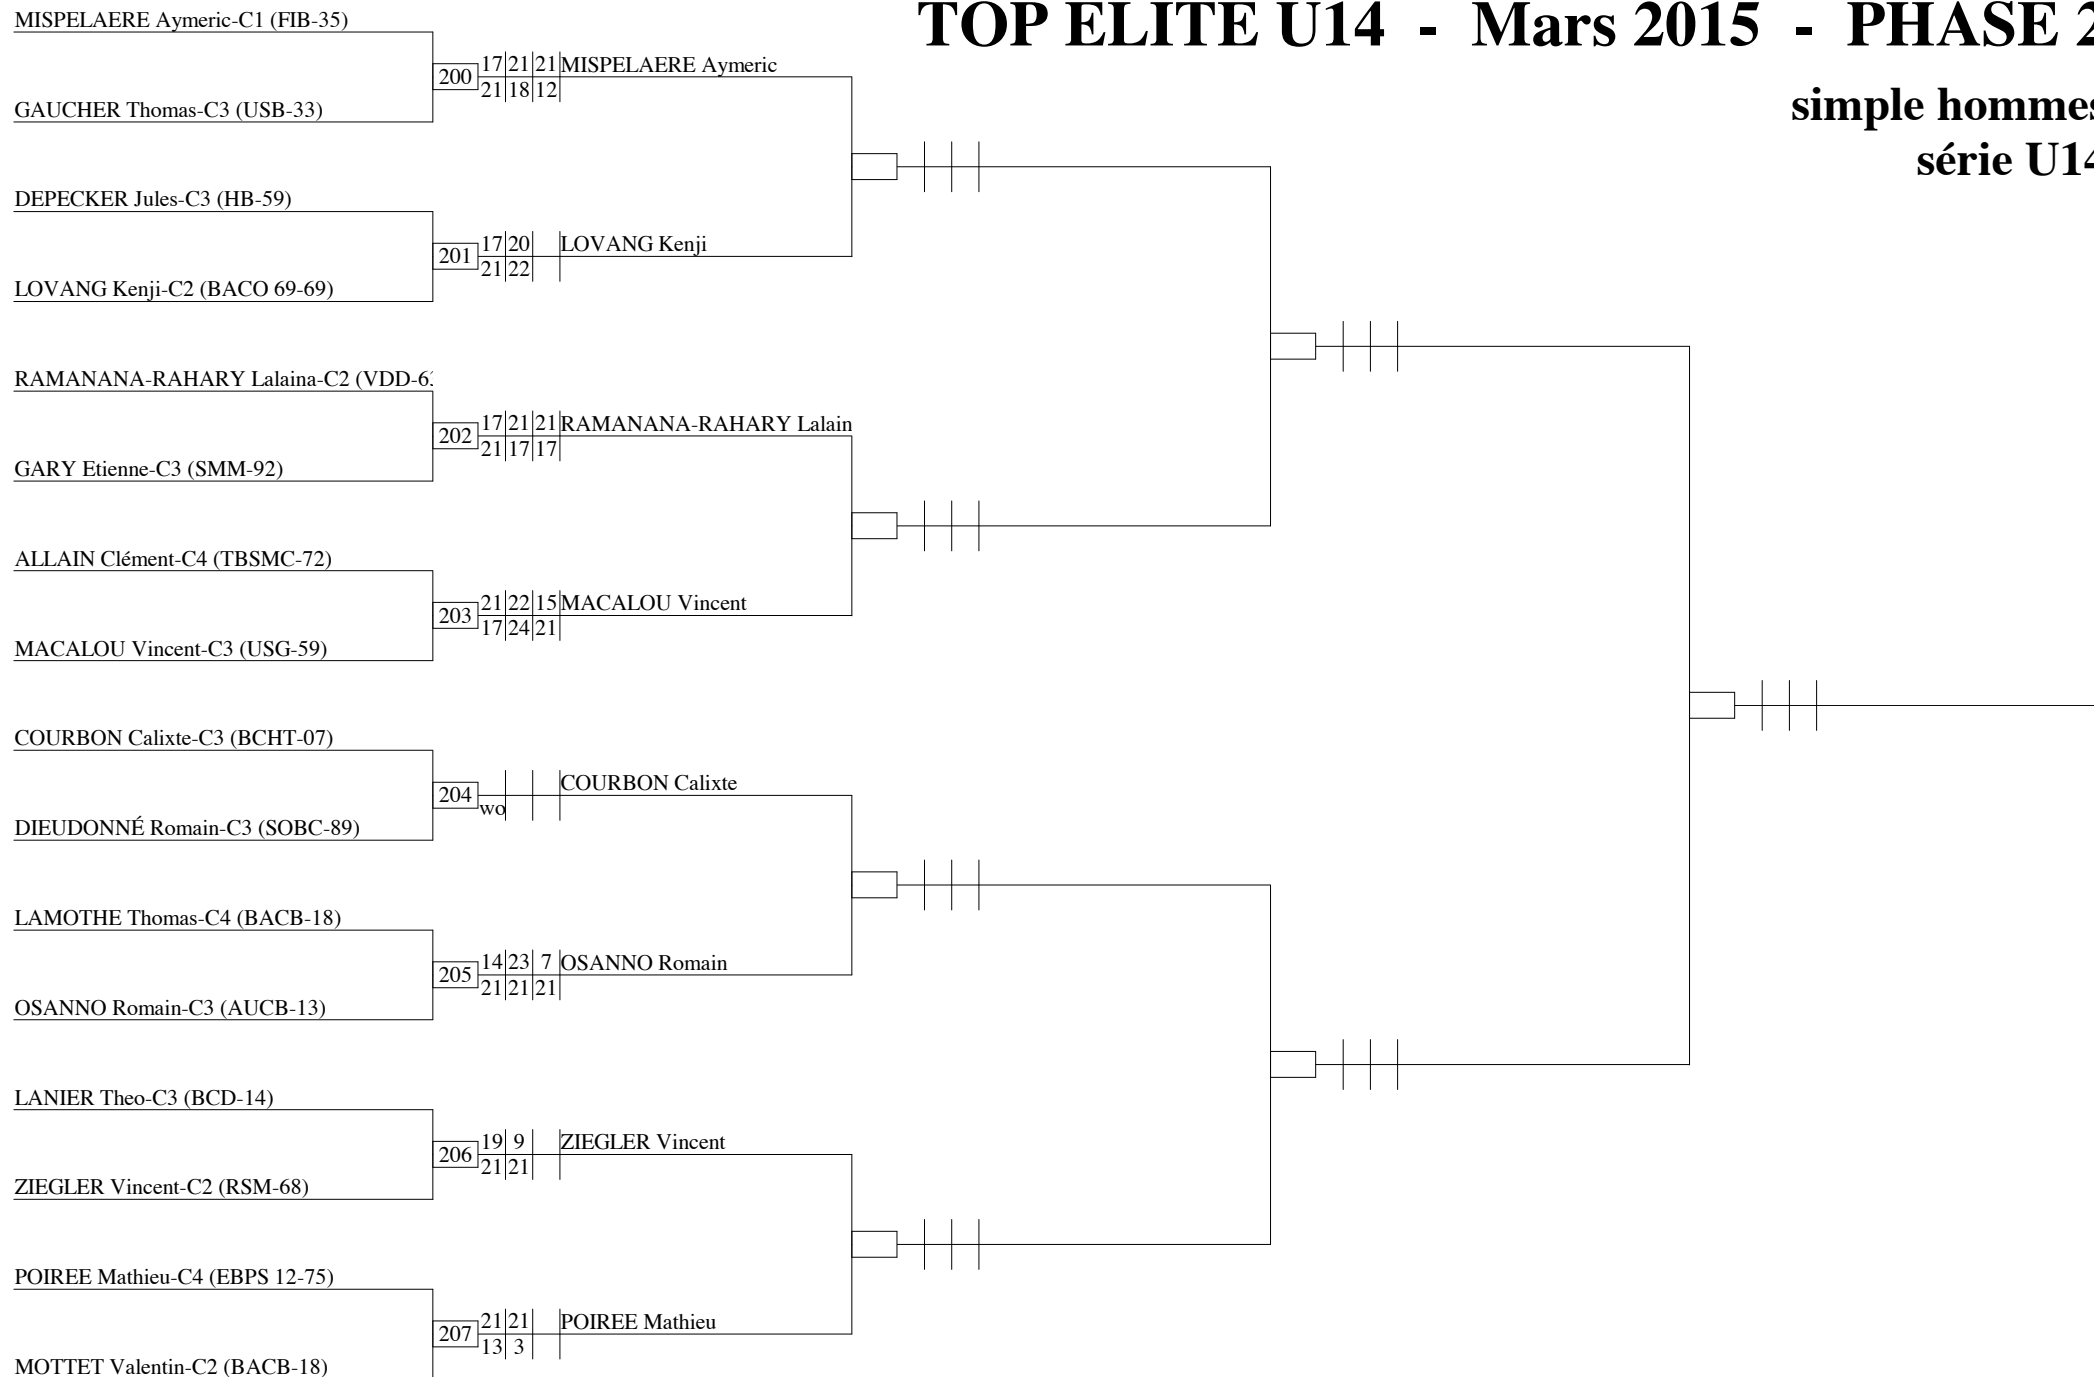 TOP ELITE U14 - Mars 2015 - PHASE 2
simple hommes
série U14
MISPELAERE Aymeric-C1 (FIB-35)
200 17 21 21 MISPELAERE Aymeric
21 18 12
GAUCHER Thomas-C3 (USB-33)
DEPECKER Jules-C3 (HB-59)
201 17 20 LOVANG Kenji
21 22
LOVANG Kenji-C2 (BACO 69-69)
RAMANANA-RAHARY Lalaina-C2 (VDD-63
202 17 21 21 RAMANANA-RAHARY Lalain
21 17 17
GARY Etienne-C3 (SMM-92)
ALLAIN Clément-C4 (TBSMC-72)
203 21 22 15 MACALOU Vincent
17 24 21
MACALOU Vincent-C3 (USG-59)
COURBON Calixte-C3 (BCHT-07)
204 COURBON Calixte
wo
DIEUDONNÉ Romain-C3 (SOBC-89)
LAMOTHE Thomas-C4 (BACB-18)
205 14 23 7 OSANNO Romain
21 21 21
OSANNO Romain-C3 (AUCB-13)
LANIER Theo-C3 (BCD-14)
206 19 9 ZIEGLER Vincent
21 21
ZIEGLER Vincent-C2 (RSM-68)
POIREE Mathieu-C4 (EBPS 12-75)
207 21 21 POIREE Mathieu
13 3
MOTTET Valentin-C2 (BACB-18)